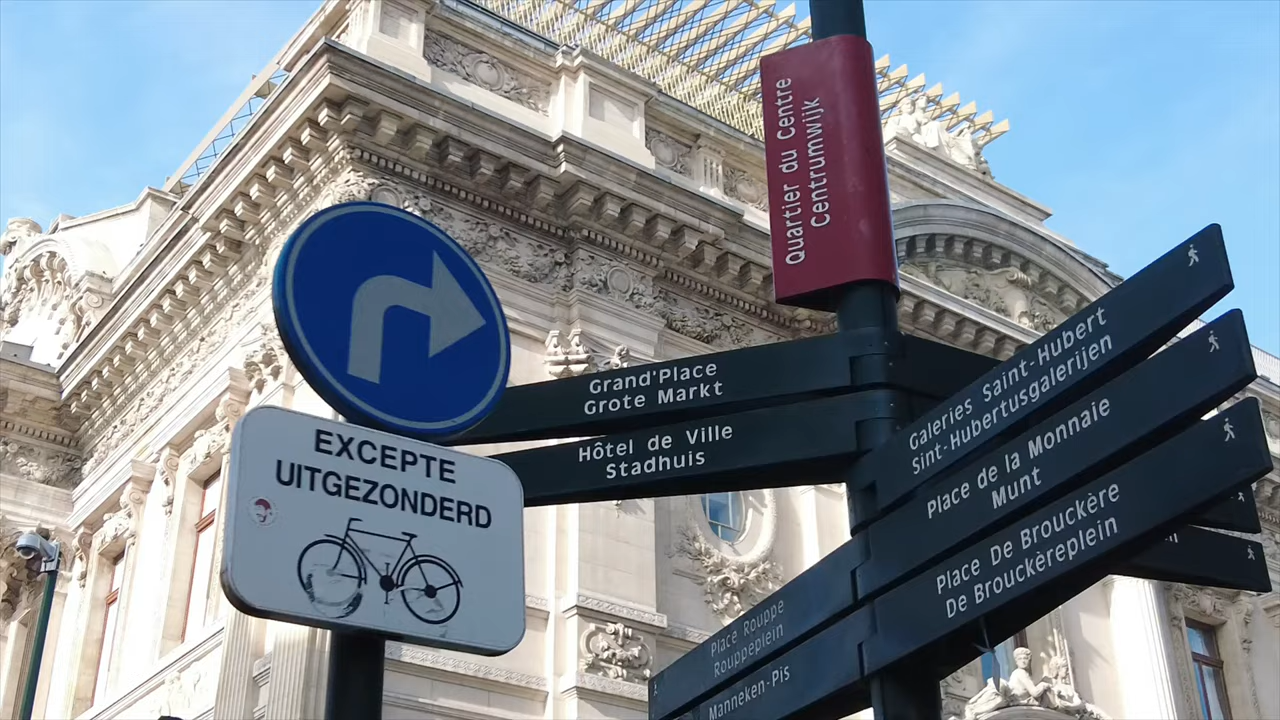 Quartier du Centre
Centrumwijk
Grand'Place
Grote Markt
Hôtel de Ville
Stadhuis
Galeries Saint-Hubert
Sint-Hubertusgalerijen
Place de la Monnaie
Munt
Place De Brouckère
De Brouckèreplein
Place Rouppe
Rouppeplein
Manneken-Pis
EXCEPTE
UITGEZONDERD